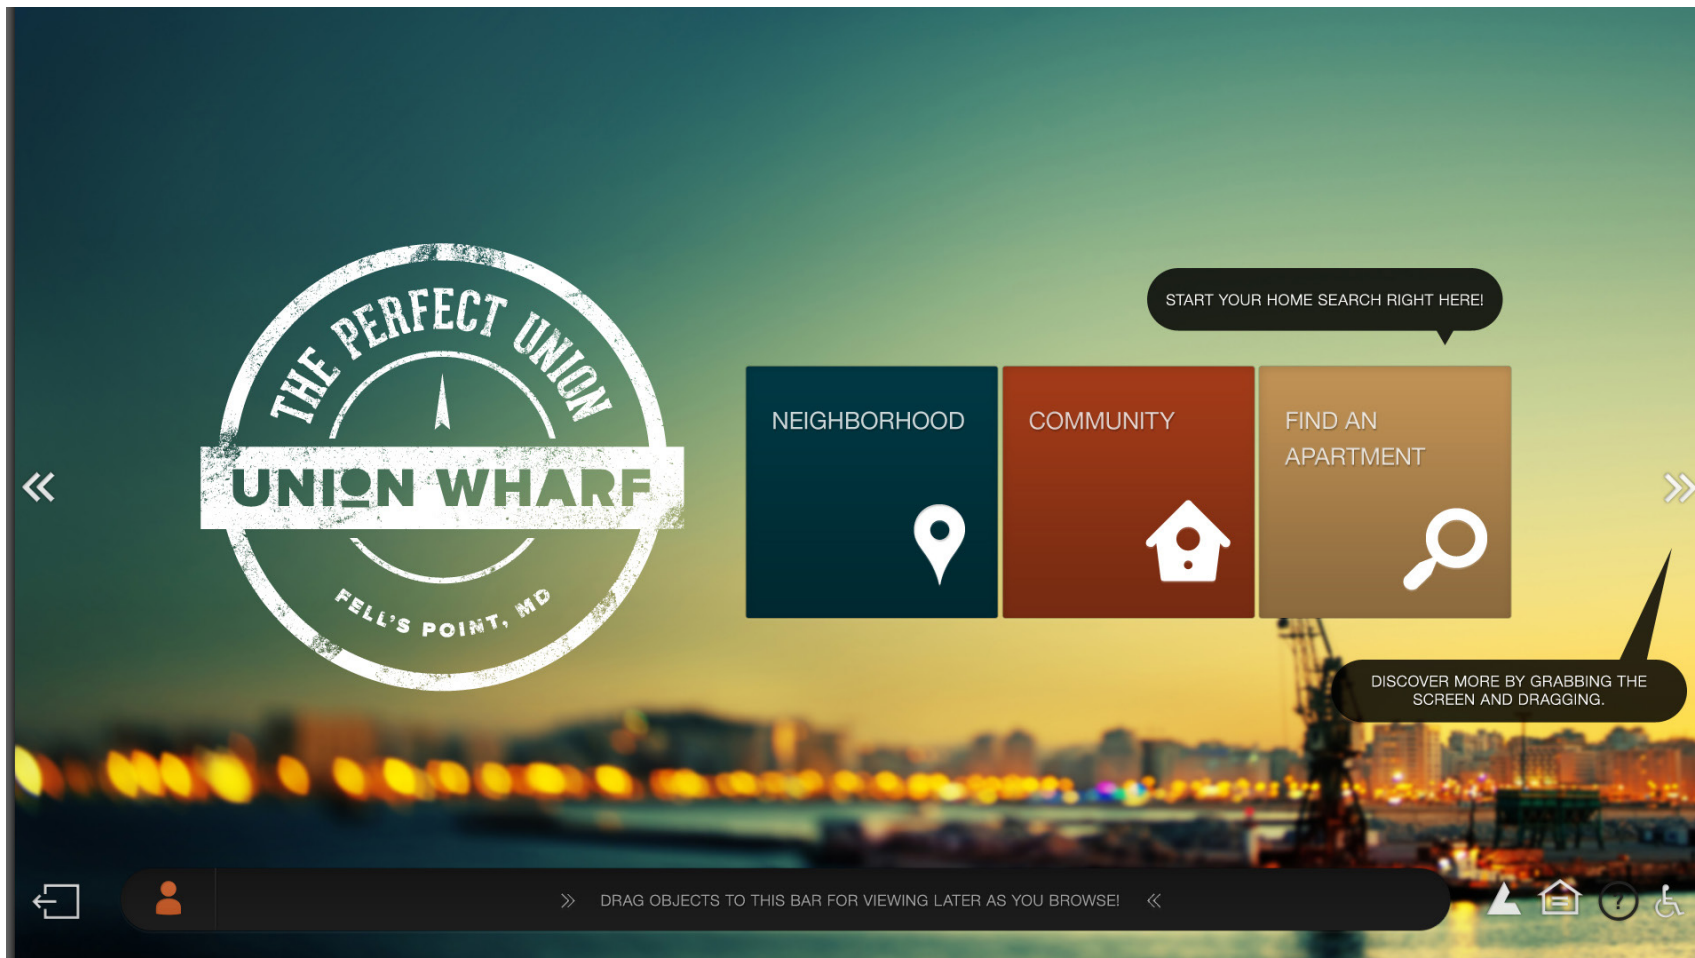 THE PERFECT UNION
UNION WHARF
FELL'S POINT, MD
START YOUR HOME SEARCH RIGHT HERE!
NEIGHBORHOOD
COMMUNITY
FIND AN
APARTMENT
DISCOVER MORE BY GRABBING THE
SCREEN AND DRAGGING.
DRAG OBJECTS TO THIS BAR FOR VIEWING LATER AS YOU BROWSE!
?